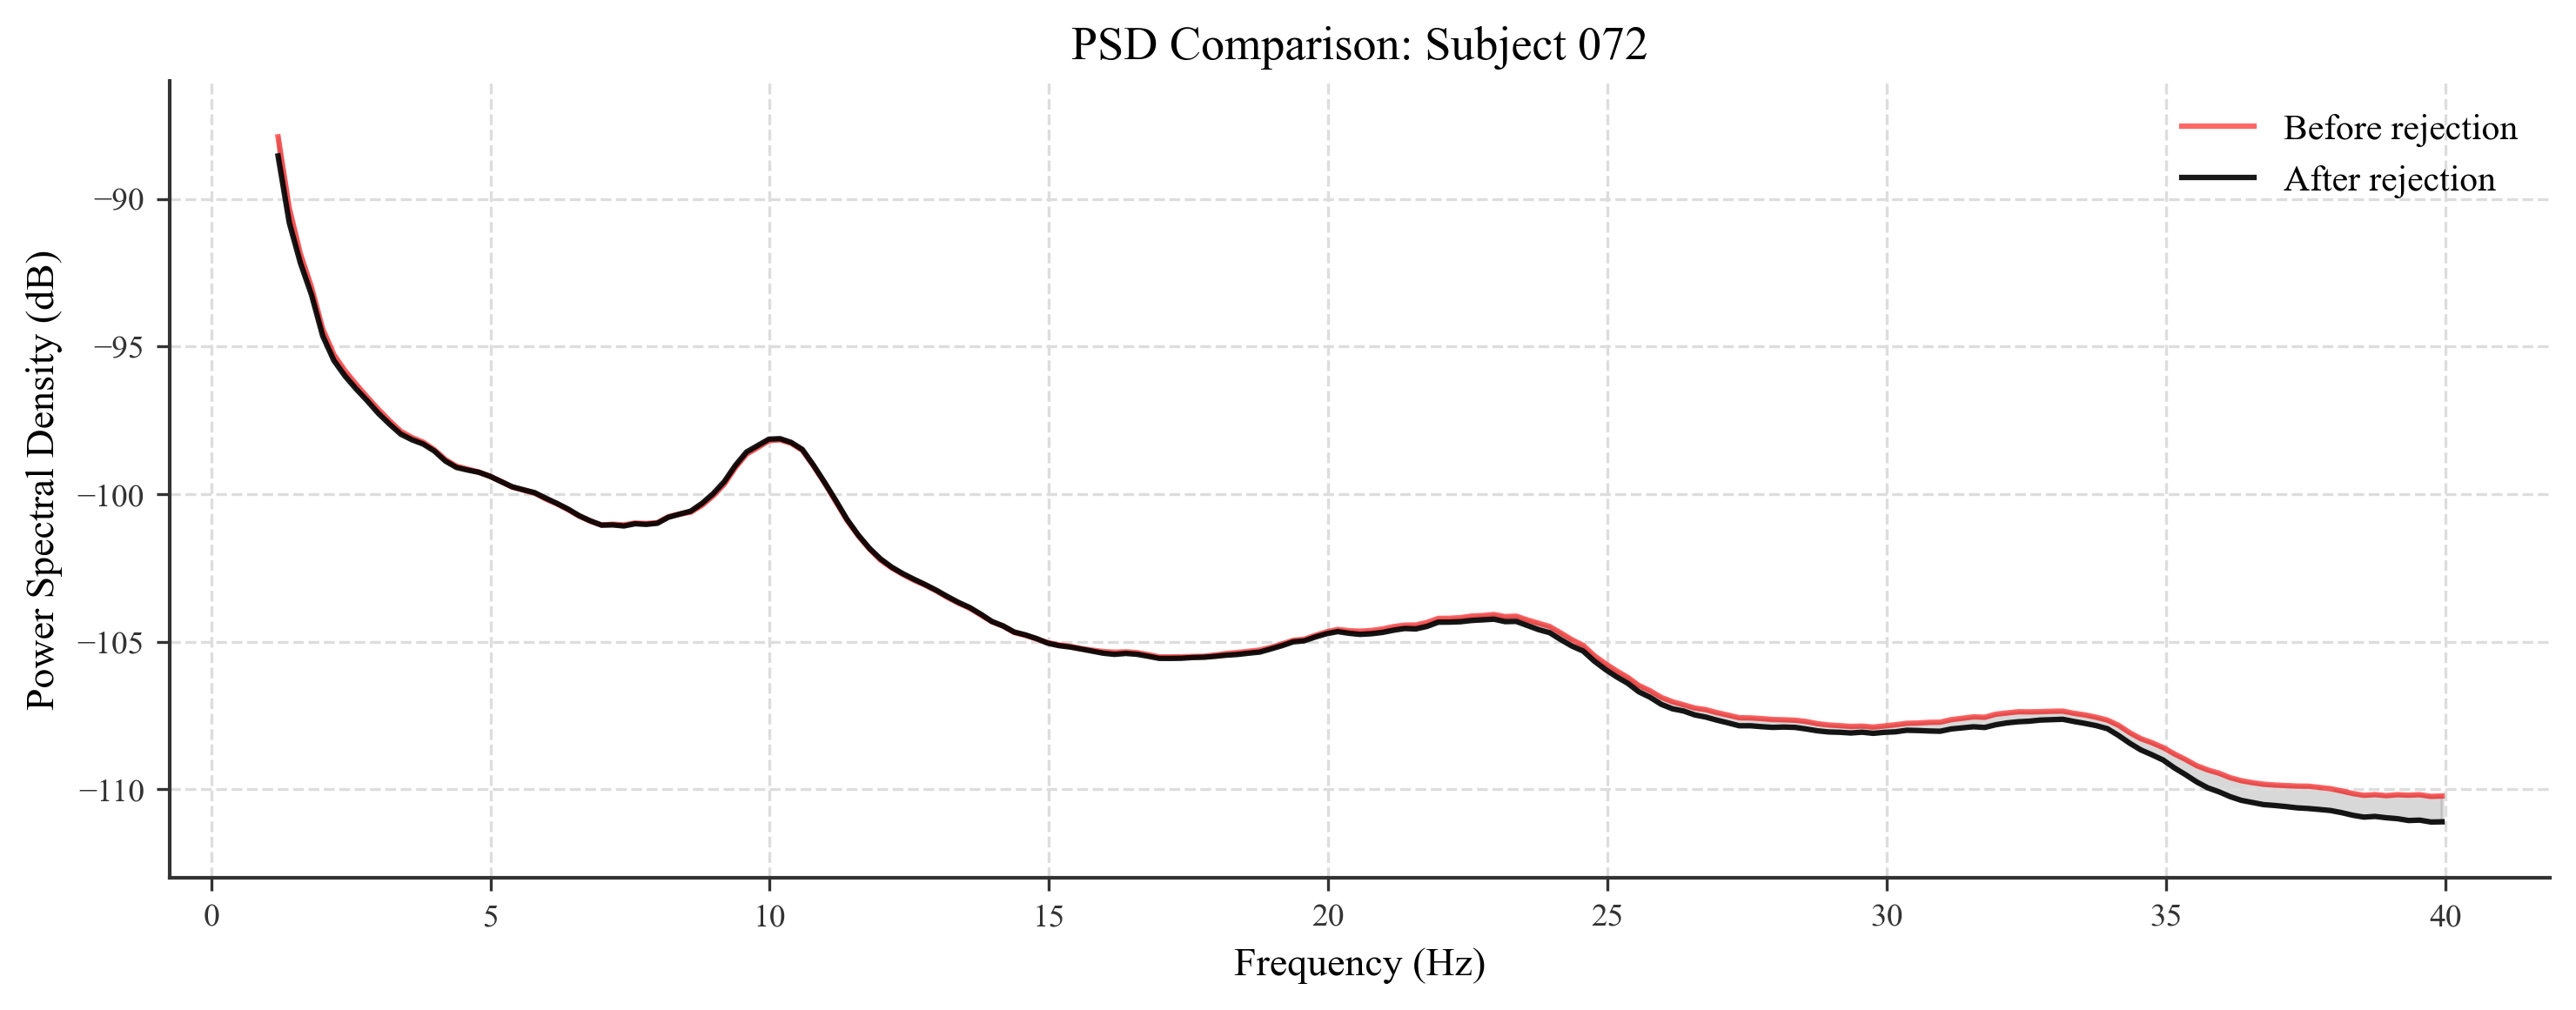 PSD Comparison: Subject 072
Before rejection
After rejection
Power Spectral Density (dB)
−90
−95
−100
−105
−110
0 5 10 15 20 25 30 35 40
Frequency (Hz)